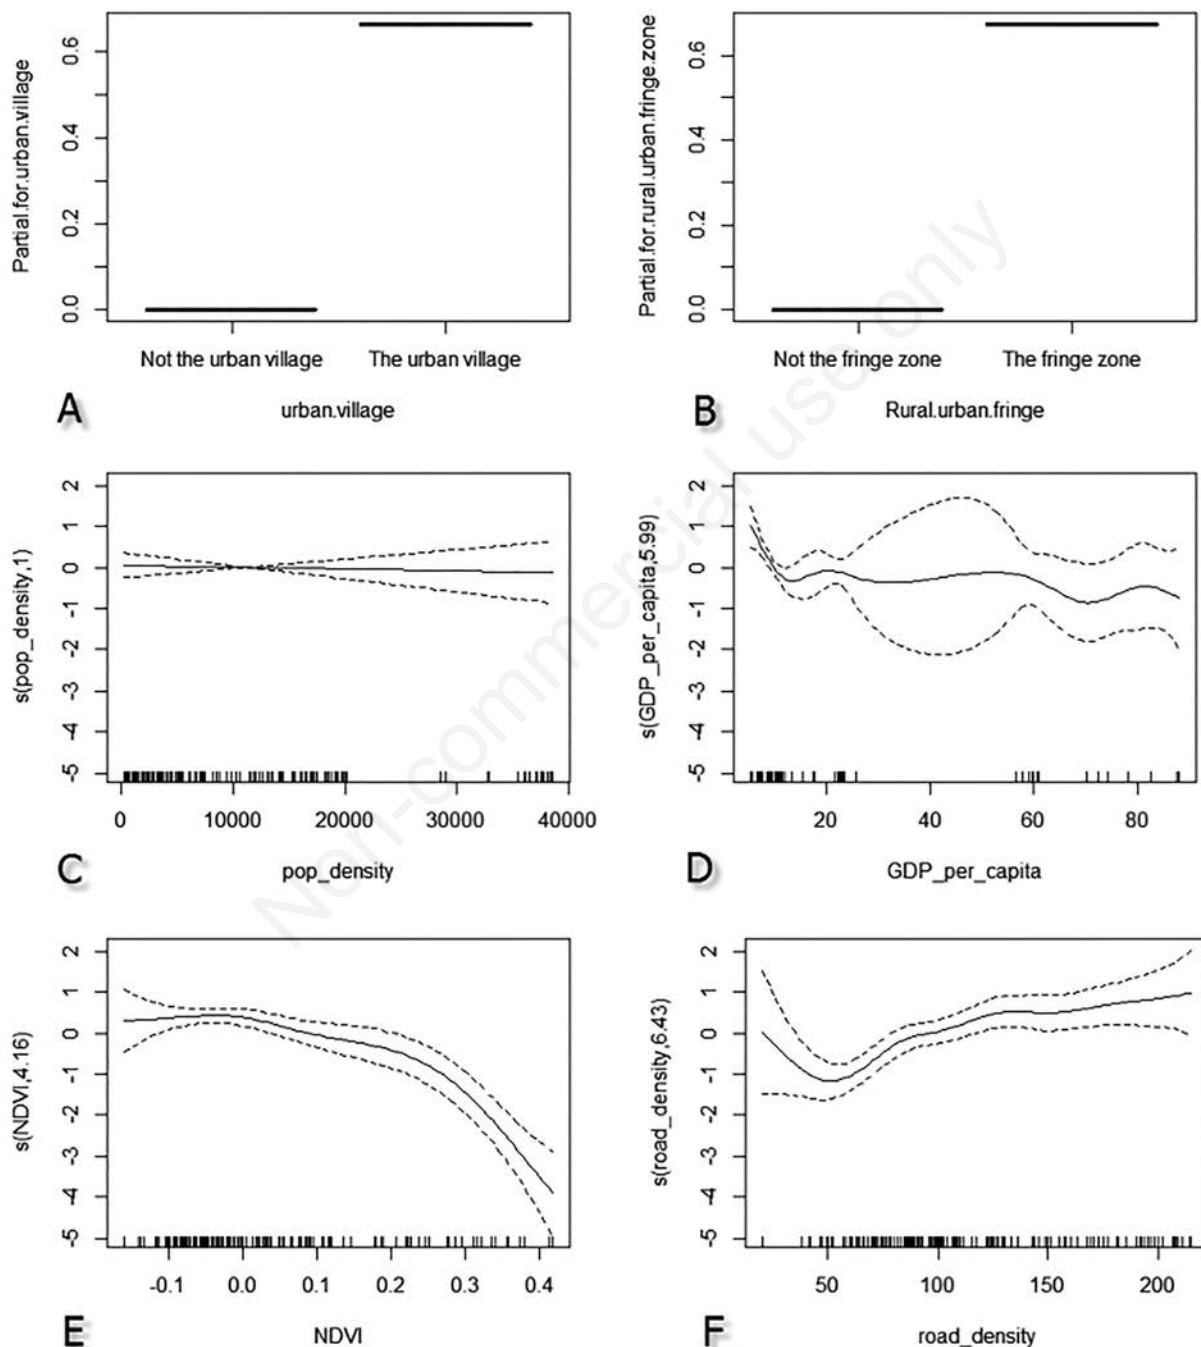 Partial.for.urban.village
0.0 0.2 0.4 0.6
Not the urban village The urban village
urban.village
A
Partial.for.rural.urban.fringe.zone
0.0 0.2 0.4 0.6
Not the fringe zone The fringe zone
Rural.urban.fringe
B
s(pop_density,1)
-5 -4 -3 -2 -1 0 1 2
0 10000 20000 30000 40000
pop_density
C
s(GDP_per_capita,5.99)
-5 -4 -3 -2 -1 0 1 2
20 40 60 80
GDP_per_capita
D
s(NDVI,4.16)
-5 -4 -3 -2 -1 0 1 2
-0.1 0.0 0.1 0.2 0.3 0.4
NDVI
E
s(road_density,6.43)
-5 -4 -3 -2 -1 0 1 2
50 100 150 200
road_density
F
Non-commercial use only